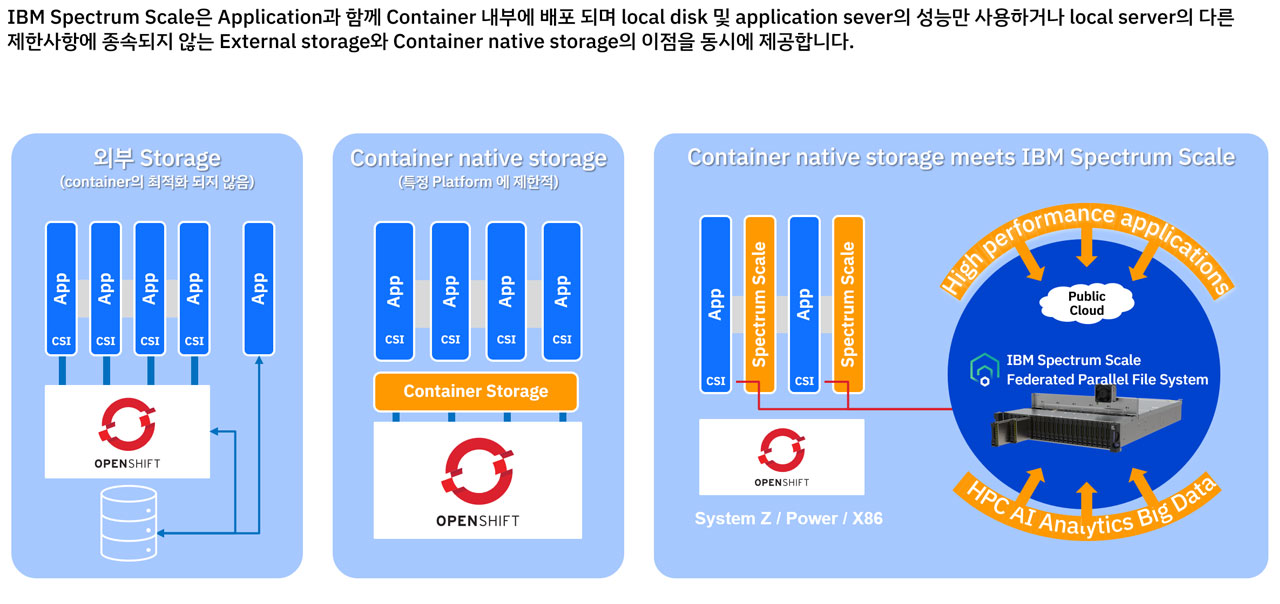 IBM Spectrum Scale은 Application과 함께 Container 내부에 배포 되며 local disk 및 application sever의 성능만 사용하거나 local server의 다른
제한사항에 종속되지 않는 External storage와 Container native storage의 이점을 동시에 제공합니다.
외부 Storage
(container의 최적화 되지 않음)
App
App
App
App
App
CSI
CSI
CSI
CSI
OPENSHIFT
Container native storage
(특정 Platform 에 제한적)
App
App
App
App
CSI
CSI
CSI
CSI
Container Storage
OPENSHIFT
Container native storage meets IBM Spectrum Scale
App
Spectrum Scale
App
Spectrum Scale
CSI
CSI
OPENSHIFT
System Z / Power / X86
High performance applications
Public
Cloud
IBM Spectrum Scale
Federated Parallel File System
HPC AI Analytics Big Data